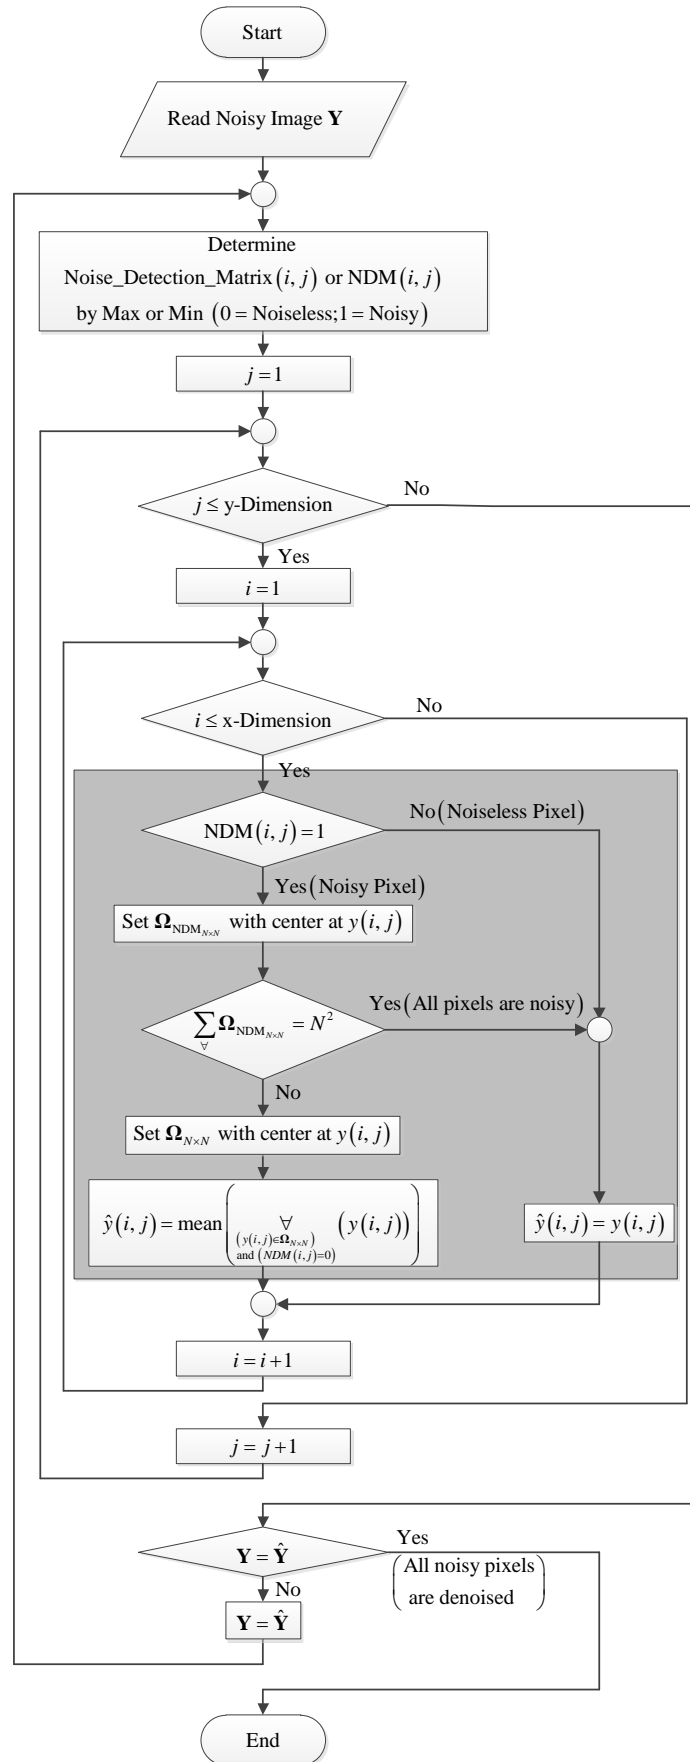 Start
Read Noisy Image Y
Determine
Noise_Detection_Matrix(i, j) or NDM(i, j)
by Max or Min (0 = Noiseless;1 = Noisy)
j = 1
j ≤ y-Dimension
No
Yes
i = 1
i ≤ x-Dimension
No
Yes
NDM(i, j) = 1
No(Noiseless Pixel)
Yes(Noisy Pixel)
Set Ω_NDM_N×N with center at y(i, j)
∑_∀ Ω_NDM_N×N = N²
Yes(All pixels are noisy)
No
Set Ω_N×N with center at y(i, j)
ŷ(i, j) = mean( ∀ (y(i, j)) )
(y(i,j)∈Ω_N×N)
and (NDM(i,j)=0)
ŷ(i, j) = y(i, j)
i = i+1
j = j+1
Y = Ŷ
Yes
(All noisy pixels
are denoised)
No
Y = Ŷ
End